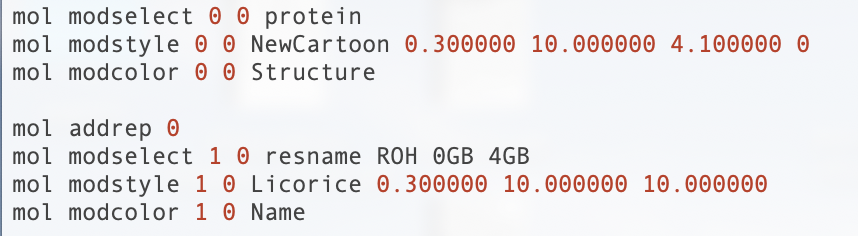 mol modselect 0 0 protein
mol modstyle 0 0 NewCartoon 0.300000 10.000000 4.100000 0
mol modcolor 0 0 Structure
mol addrep 0
mol modselect 1 0 resname ROH 0GB 4GB
mol modstyle 1 0 Licorice 0.300000 10.000000 10.000000
mol modcolor 1 0 Name